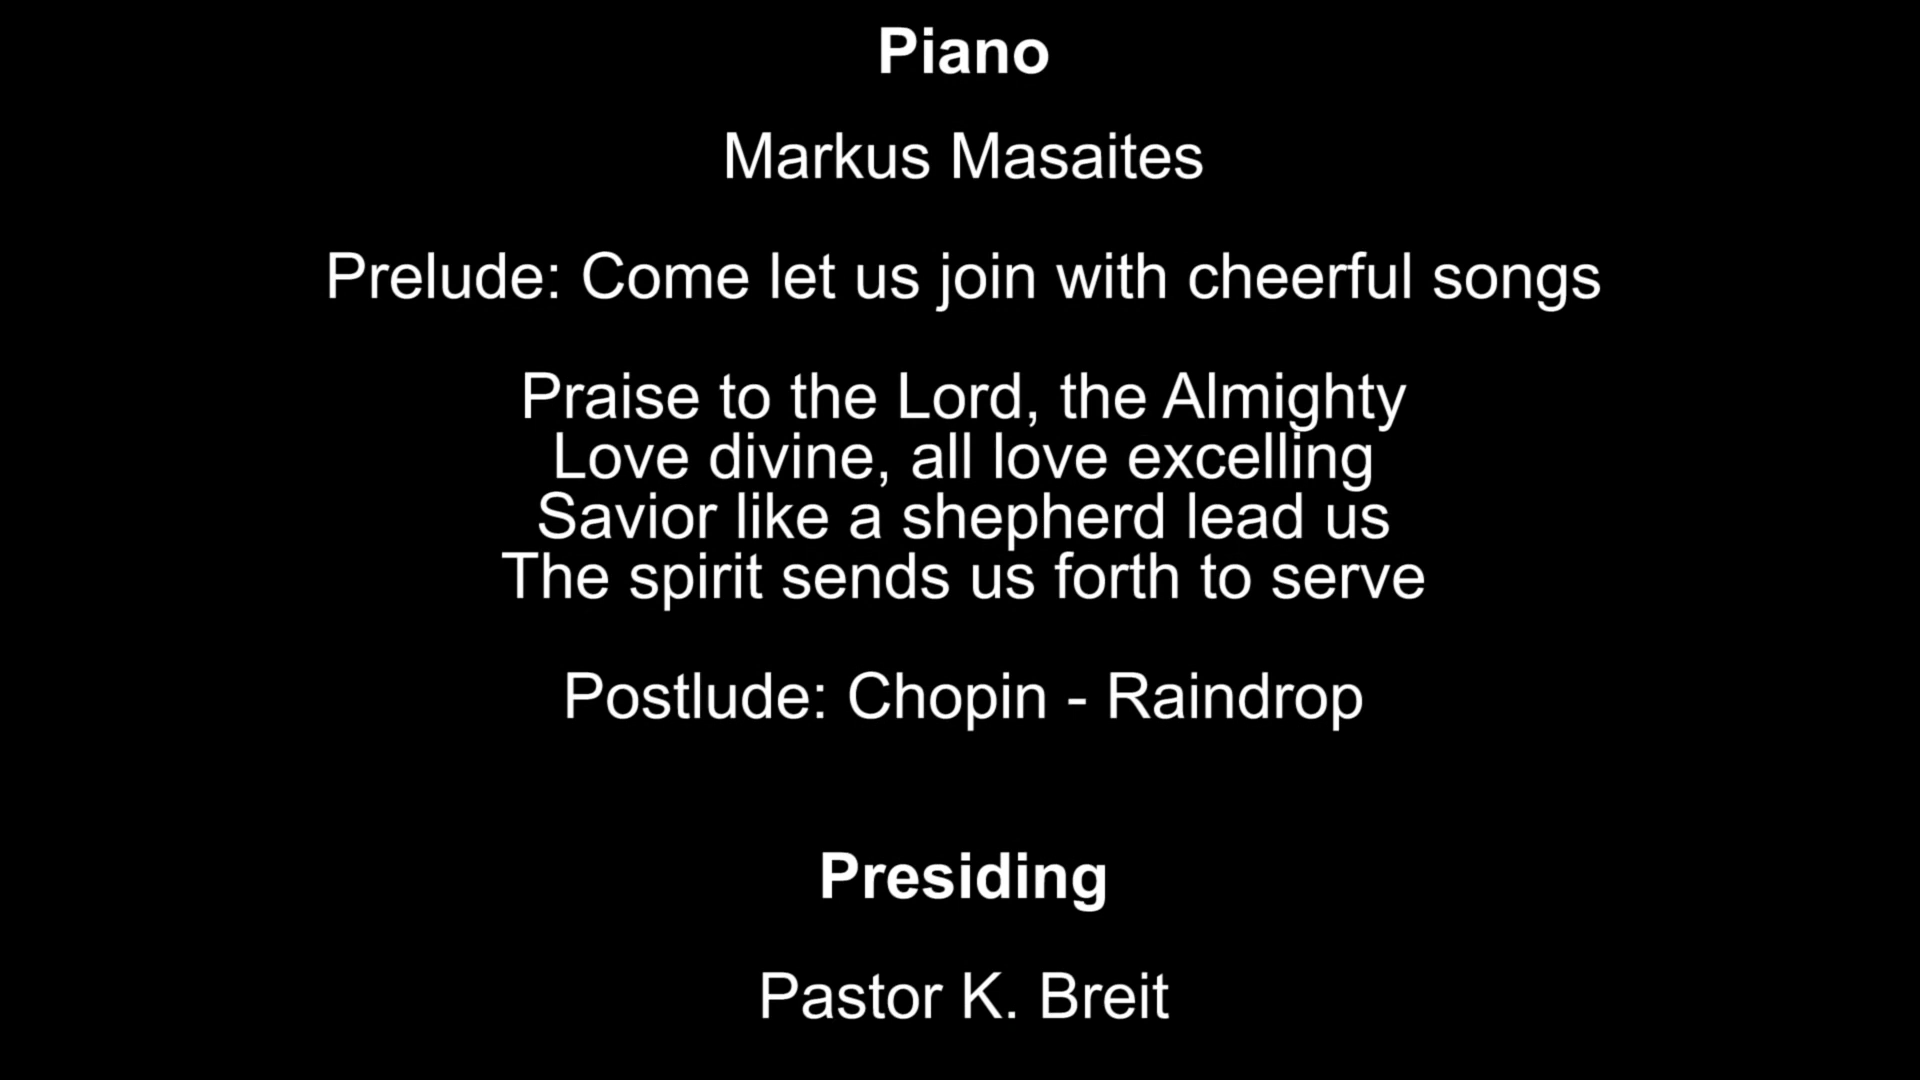 Piano
Markus Masaites
Prelude: Come let us join with cheerful songs
Praise to the Lord, the Almighty
Love divine, all love excelling
Savior like a shepherd lead us
The spirit sends us forth to serve
Postlude: Chopin - Raindrop
Presiding
Pastor K. Breit